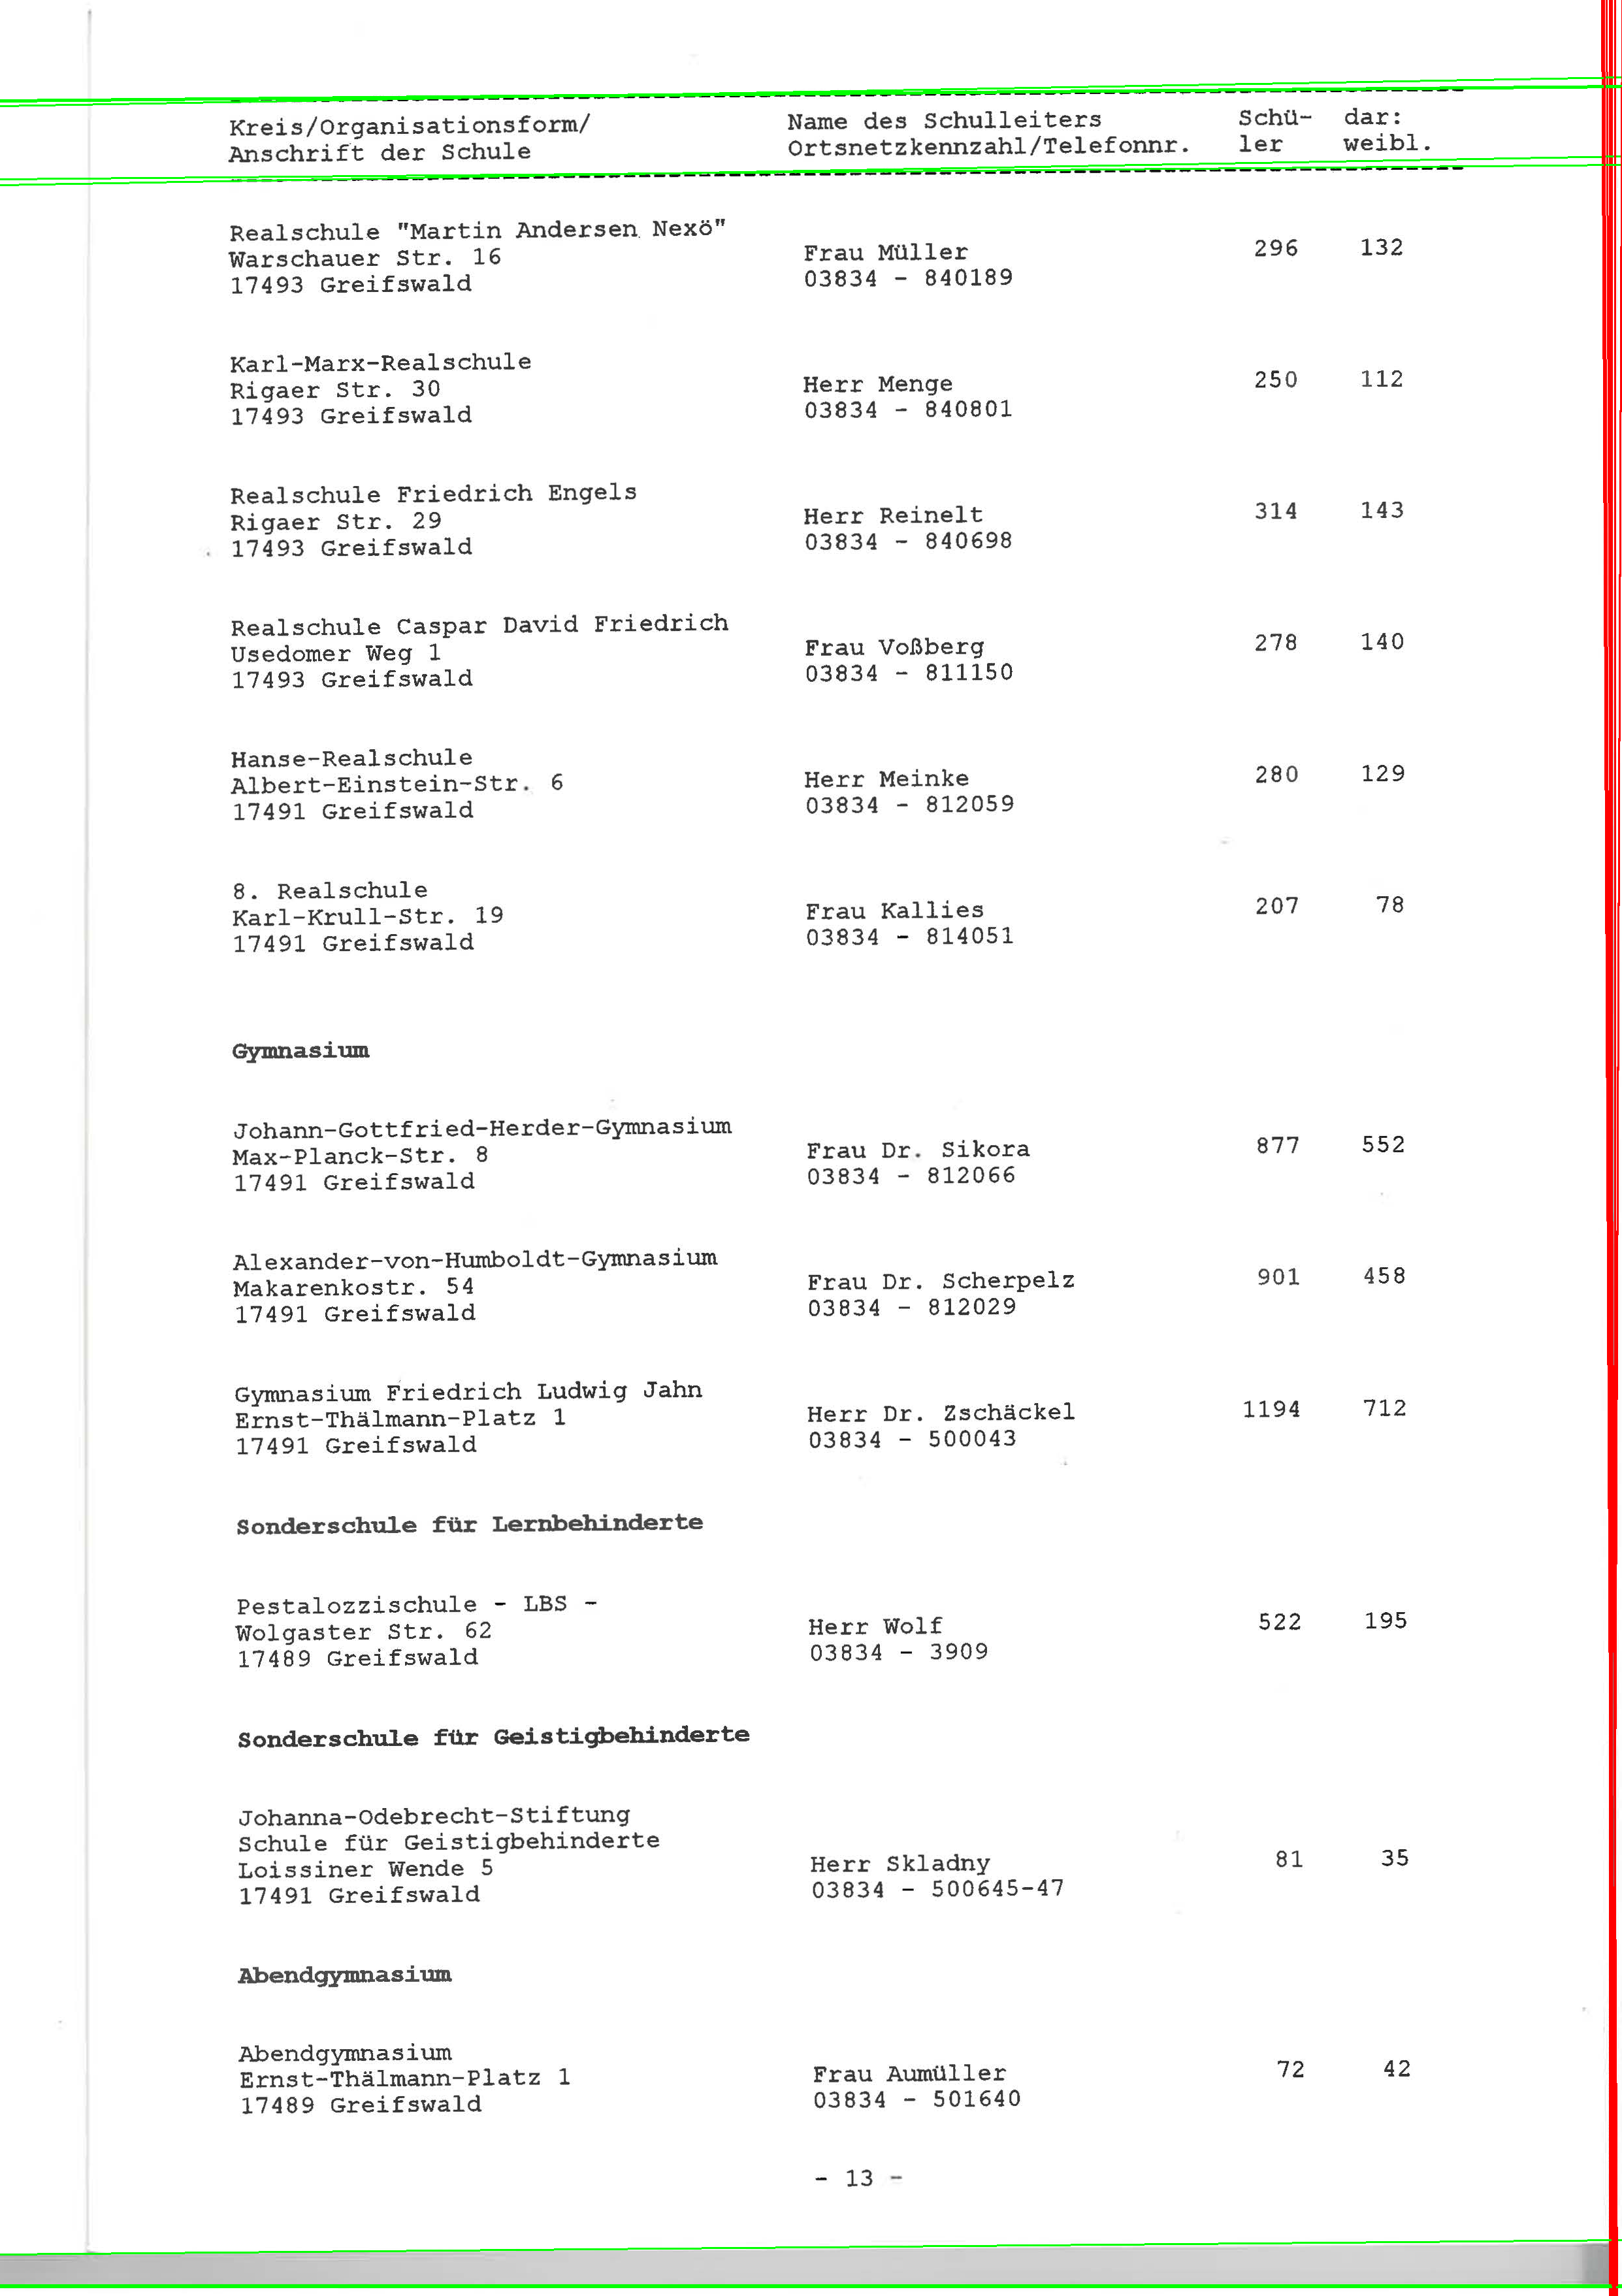 Kreis/Organisationsform/ Name des Schulleiters Schü- dar:
Anschrift der Schule Ortsnetzkennzahl/Telefonnr. ler weibl.
Realschule "Martin Andersen Nexö"
Warschauer Str. 16 Frau Müller 296 132
17493 Greifswald 03834 - 840189
Karl-Marx-Realschule
Rigaer Str. 30 Herr Menge 250 112
17493 Greifswald 03834 - 840801
Realschule Friedrich Engels
Rigaer Str. 29 Herr Reinelt 314 143
17493 Greifswald 03834 - 840698
Realschule Caspar David Friedrich
Usedomer Weg 1 Frau Voßberg 278 140
17493 Greifswald 03834 - 811150
Hanse-Realschule
Albert-Einstein-Str. 6 Herr Meinke 280 129
17491 Greifswald 03834 - 812059
8. Realschule
Karl-Krull-Str. 19 Frau Kallies 207 78
17491 Greifswald 03834 - 814051
Gymnasium
Johann-Gottfried-Herder-Gymnasium
Max-Planck-Str. 8 Frau Dr. Sikora 877 552
17491 Greifswald 03834 - 812066
Alexander-von-Humboldt-Gymnasium
Makarenkostr. 54 Frau Dr. Scherpelz 901 458
17491 Greifswald 03834 - 812029
Gymnasium Friedrich Ludwig Jahn
Ernst-Thälmann-Platz 1 Herr Dr. Zschäckel 1194 712
17491 Greifswald 03834 - 500043
Sonderschule für Lernbehinderte
Pestalozzischule - LBS -
Wolgaster Str. 62 Herr Wolf 522 195
17489 Greifswald 03834 - 3909
Sonderschule für Geistigbehinderte
Johanna-Odebrecht-Stiftung
Schule für Geistigbehinderte
Loissiner Wende 5 Herr Skladny 81 35
17491 Greifswald 03834 - 500645-47
Abendgymnasium
Abendgymnasium
Ernst-Thälmann-Platz 1 Frau Aumüller 72 42
17489 Greifswald 03834 - 501640
- 13 -